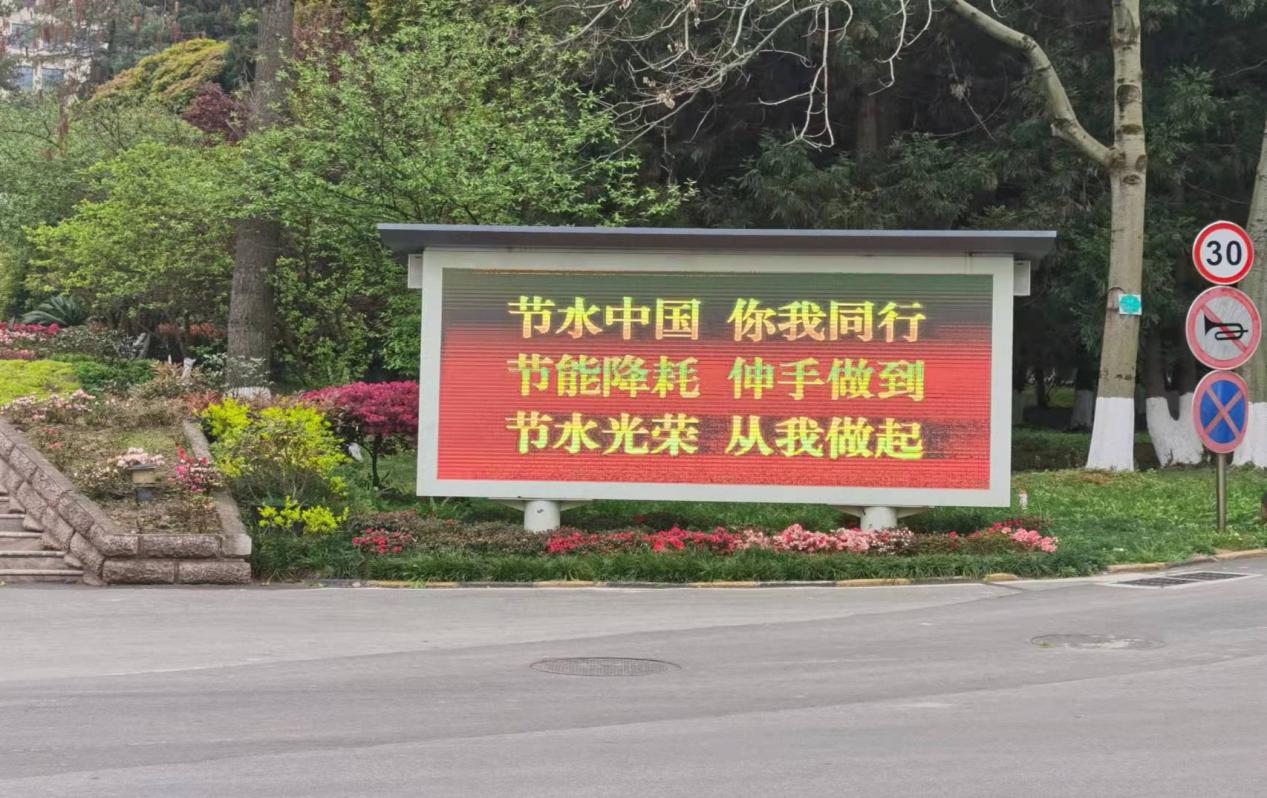 节水中国 你我同行
节能降耗 伸手做到
节水光荣 从我做起
30